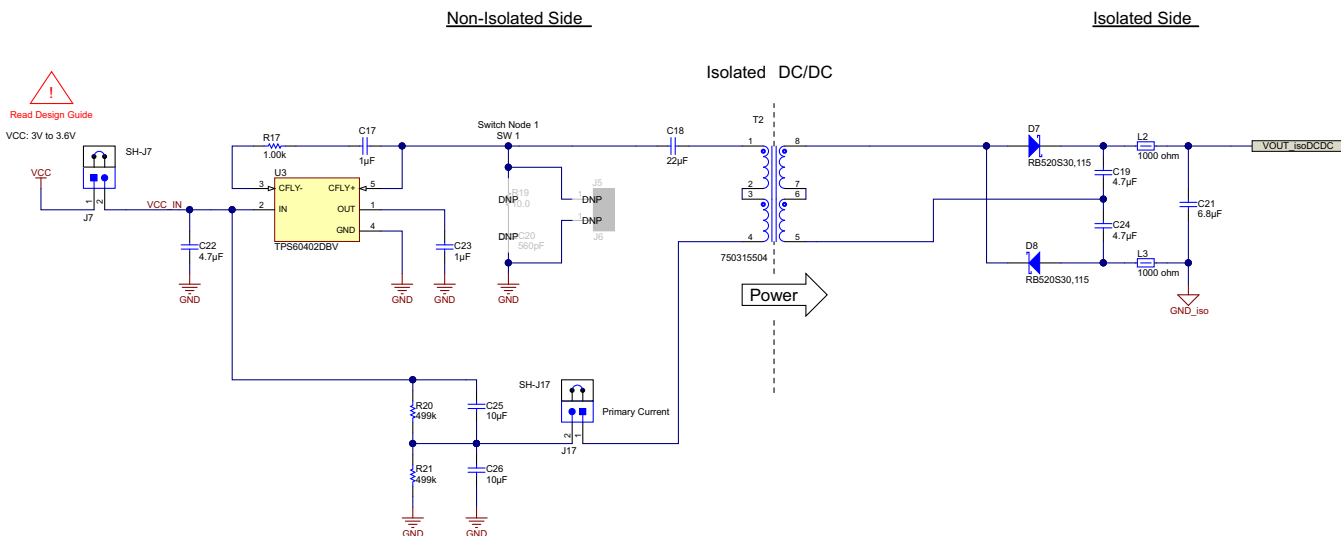 Non-Isolated Side
Isolated Side
Isolated DC/DC
!
Read Design Guide
VCC: 3V to 3.6V
SH-J7
VCC
1
2
J7
VCC_IN
C22
4.7µF
GND
R17
1.00k
C17
1µF
U3
3
CFLY-
CFLY+
5
2
IN
OUT
1
GND
4
TPS60402DBV
GND
C23
1µF
GND
Switch Node 1
SW 1
R19
DNP
10.0
DNP
C20
560pF
GND
J5
1
DNP
1
DNP
J6
C18
22µF
T2
1
8
2
7
3
6
4
5
750315504
Power
D7
RB520S30,115
L2
1000 ohm
C19
4.7µF
C24
4.7µF
C21
6.8µF
D8
RB520S30,115
L3
1000 ohm
VOUT_isoDCDC
GND_iso
R20
499k
C25
10µF
SH-J17
Primary Current
2
1
J17
R21
499k
C26
10µF
GND
GND